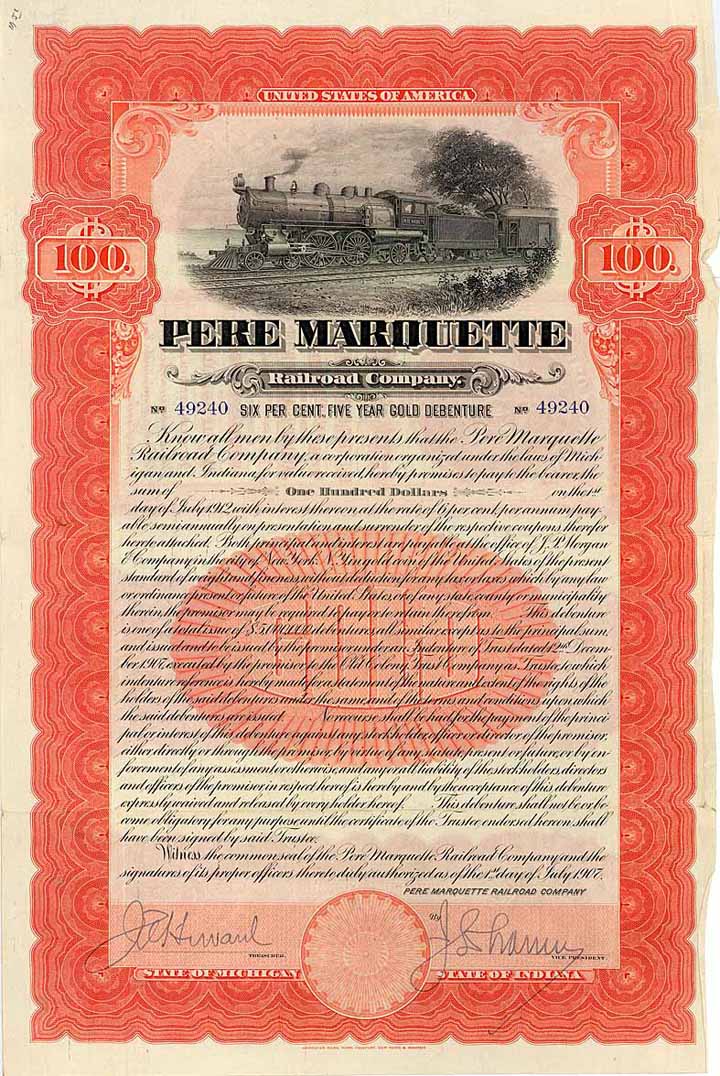 UNITED STATES OF AMERICA
100. 100.
PERE MARQUETTE
Railroad Company.
No 49240 SIX PER CENT. FIVE YEAR GOLD DEBENTURE No 49240
Know all men by these presents that the Pere Marquette
Railroad Company, a corporation organized under the laws of Mich-
igan and Indiana, for value received, hereby promises to pay to the bearer, the
sum of One Hundred Dollars on the 1st
day of July, 1912, with interest thereon at the rate of 6 per cent. per annum pay-
able semi annually on presentation and surrender of the respective coupons therefor
hereto attached. Both principal and interest are payable at the office of J. P. Morgan
& Company in the city of New York, in gold coin of the United States of the present
standard of weight and fineness, without deduction for any tax or taxes which by any law
or ordinance, present or future, of the United States, or of any state, county or municipality
therein, the promisor may be required to pay or to retain therefrom. This debenture
is one of a total issue of debentures, all similar except as to the principal sum,
and issued and to be issued by the promisor under an Indenture of Trust dated 12th Decem-
ber, 1907, executed by the promisor to the Old Colony Trust Company as Trustee, to which
indenture reference is hereby made for a statement of the nature and extent of the rights of the
holders of the said debentures under the same, and of the terms and conditions upon which
the said debentures are issued. No recourse shall be had for the payment of the princi-
pal or interest of this debenture against any stockholder, officer or director of the promisor,
either directly or through the promisor, by virtue of any statute present or future, or by en-
forcement of any assessment or otherwise, and any or all liability of the stockholders, directors
and officers of the promisor, in respect hereof is hereby and by the acceptance of this debenture
expressly waived and released by every holder hereof. This debenture shall not be or be-
come obligatory for any purpose until the certificate of the Trustee, endorsed hereon, shall
have been signed by said Trustee.
Witness the common seal of the Pere Marquette Railroad Company and the
signatures of its proper officers thereto duly authorized as of the 1st day of July, 1907.
PERE MARQUETTE RAILROAD COMPANY
By
TREASURER. VICE PRESIDENT.
STATE OF MICHIGAN STATE OF INDIANA